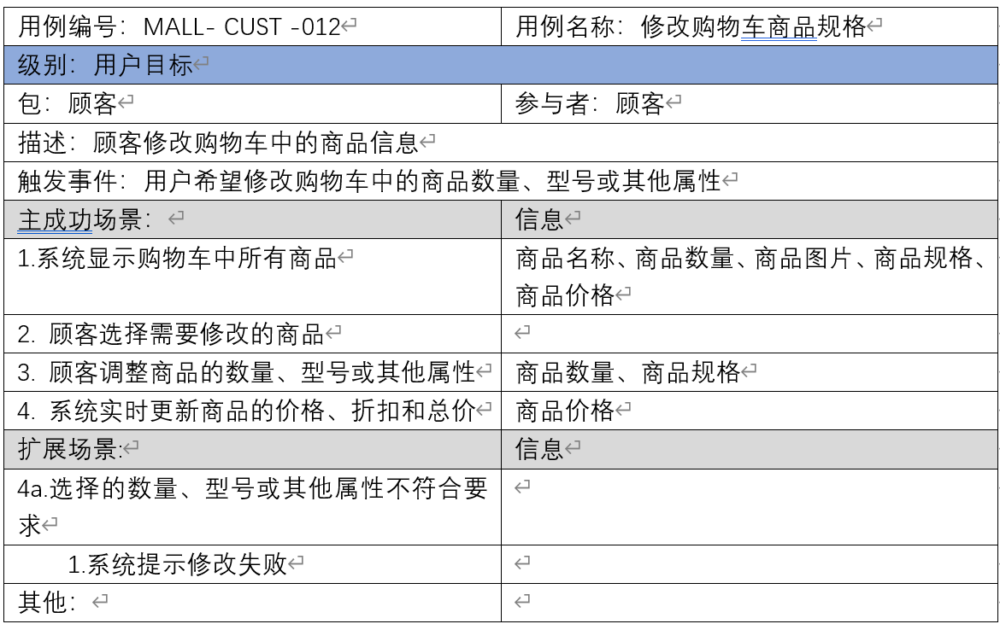 用例编号：MALL- CUST -012
用例名称：修改购物车商品规格
级别：用户目标
包：顾客
参与者：顾客
描述：顾客修改购物车中的商品信息
触发事件：用户希望修改购物车中的商品数量、型号或其他属性
主成功场景：
信息
1.系统显示购物车中所有商品
商品名称、商品数量、商品图片、商品规格、
商品价格
2. 顾客选择需要修改的商品
3. 顾客调整商品的数量、型号或其他属性
商品数量、商品规格
4. 系统实时更新商品的价格、折扣和总价
商品价格
扩展场景:
信息
4a.选择的数量、型号或其他属性不符合要
求
1.系统提示修改失败
其他：